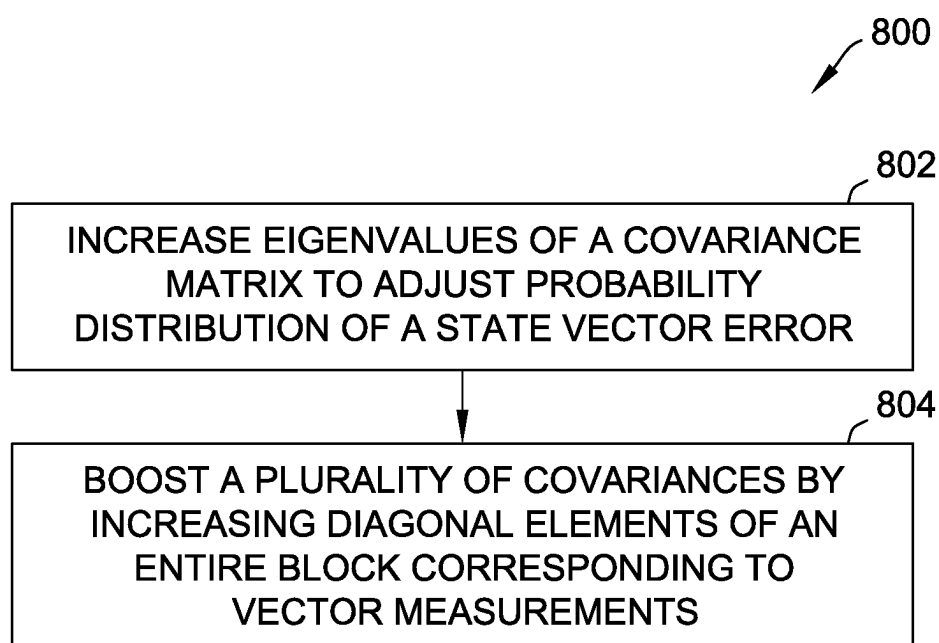 800
802
INCREASE EIGENVALUES OF A COVARIANCE
MATRIX TO ADJUST PROBABILITY
DISTRIBUTION OF A STATE VECTOR ERROR
804
BOOST A PLURALITY OF COVARIANCES BY
INCREASING DIAGONAL ELEMENTS OF AN
ENTIRE BLOCK CORRESPONDING TO
VECTOR MEASUREMENTS